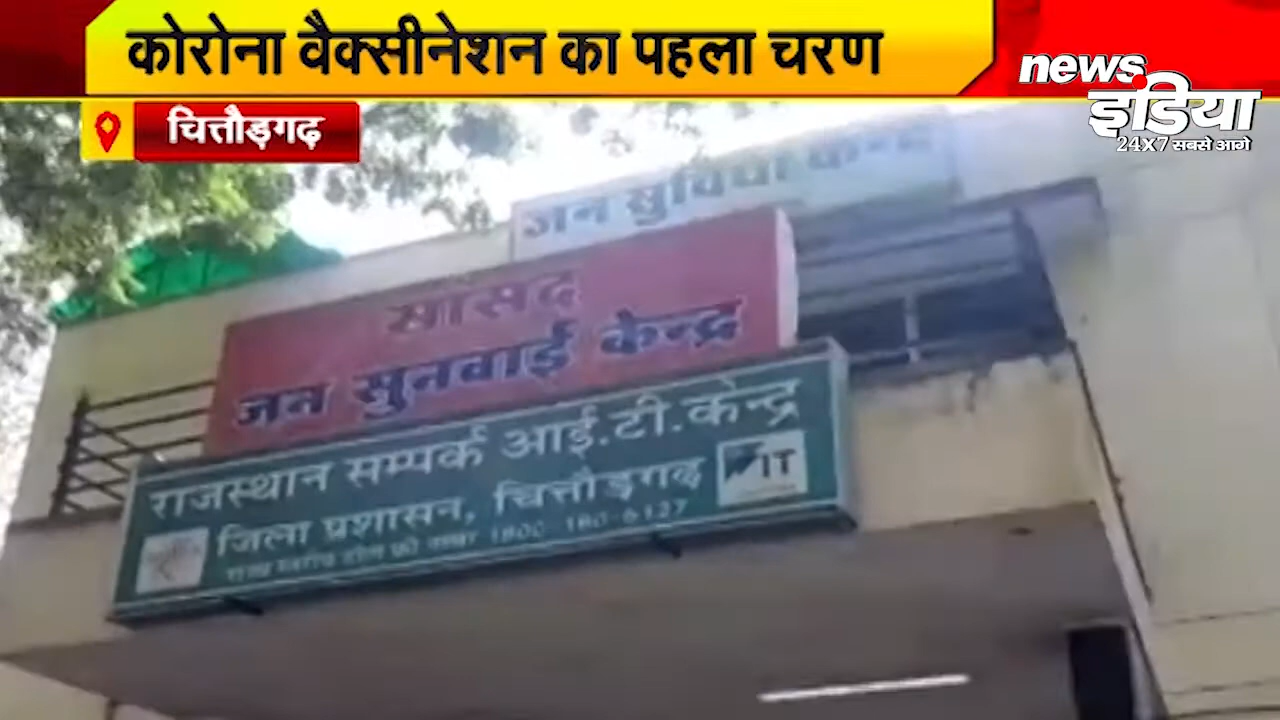 कोरोना वैक्सीनेशन का पहला चरण
चित्तौड़गढ़
news
इंडिया
24X7 सबसे आगे
जन सुविधा केन्द्र
सांसद
जन सुनवाई केन्द्र
राजस्थान सम्पर्क आई.टी.केन्द्र
जिला प्रशासन, चित्तौड़गढ़
IT
1800-180-6127